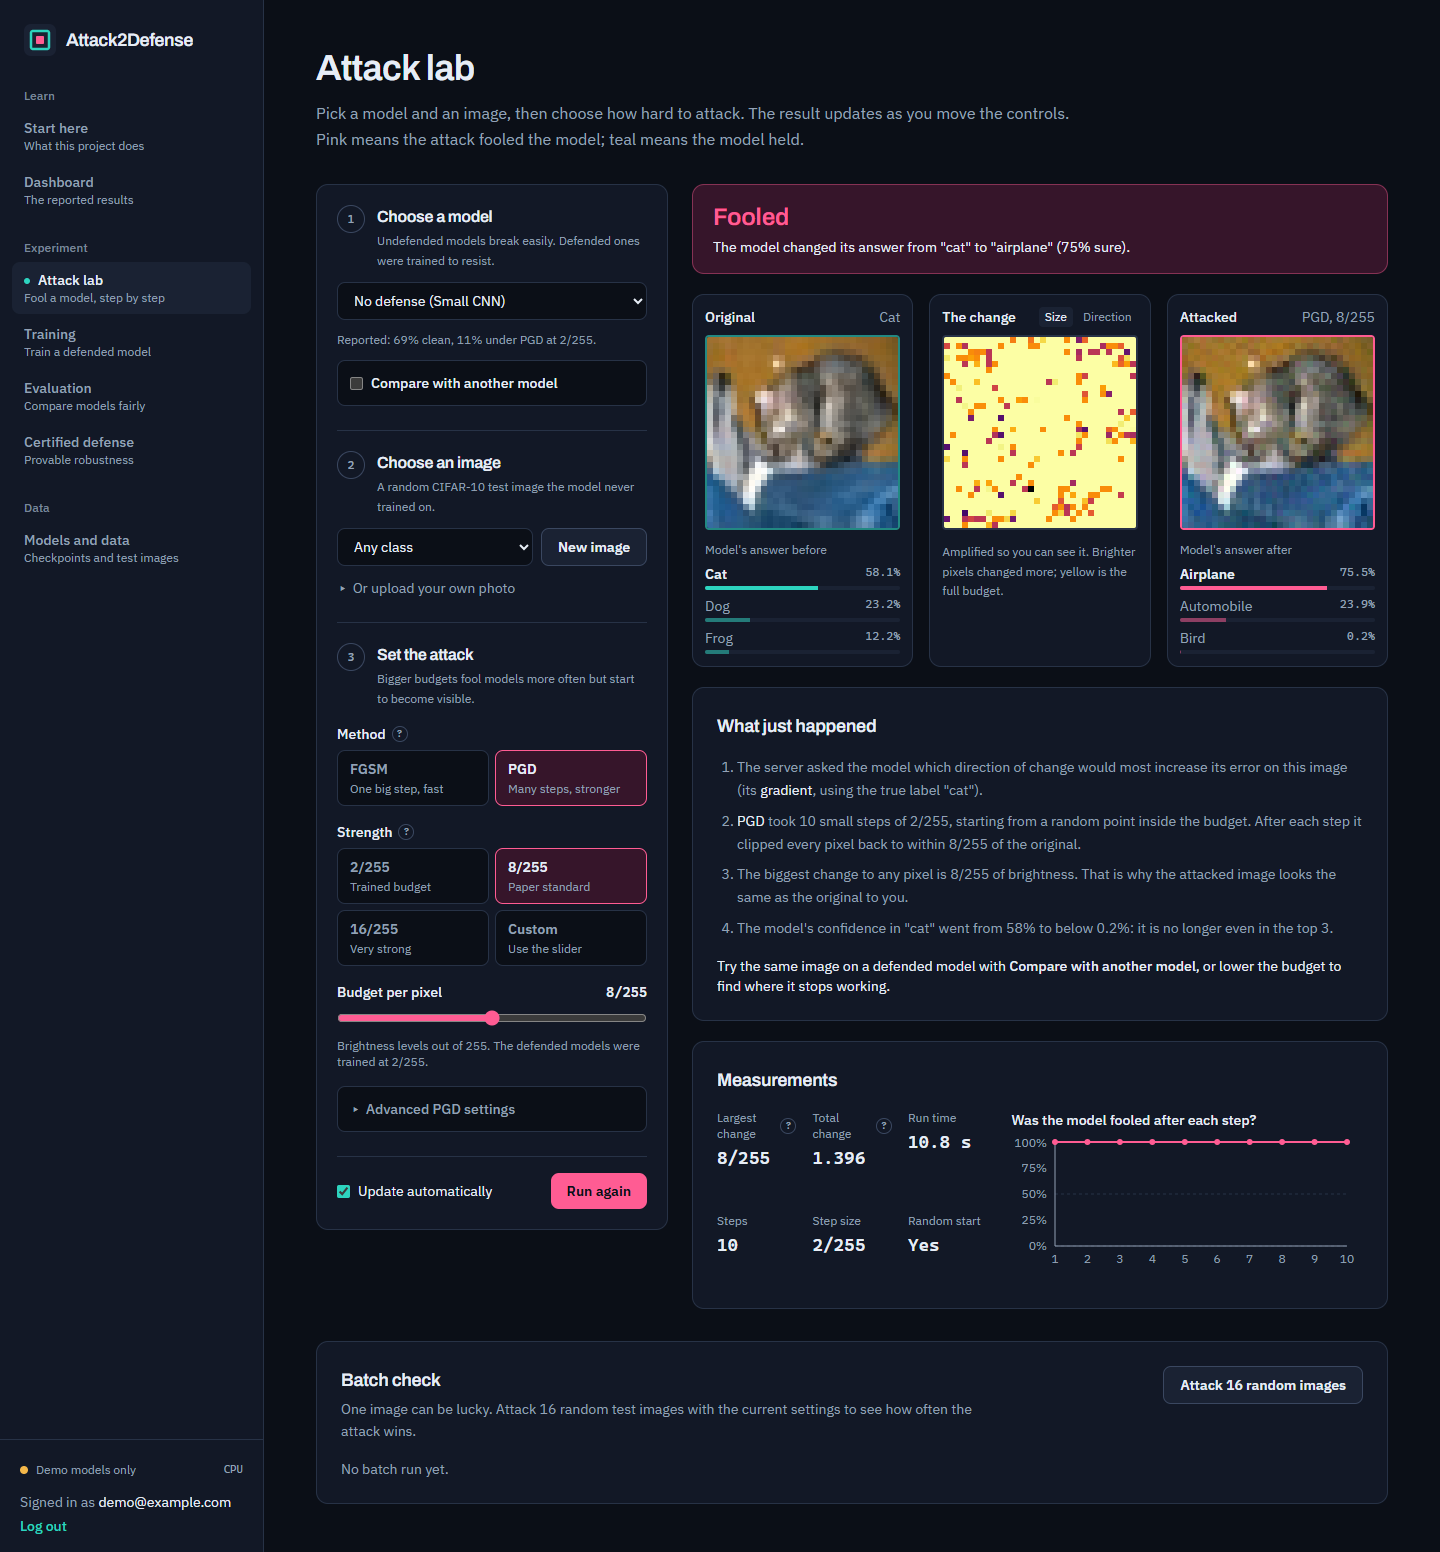 Attack2Defense
Learn
Start here
What this project does
Dashboard
The reported results
Experiment
Attack lab
Fool a model, step by step
Training
Train a defended model
Evaluation
Compare models fairly
Certified defense
Provable robustness
Data
Models and data
Checkpoints and test images
Demo models only
CPU
Signed in as demo@example.com
Log out
Attack lab
Pick a model and an image, then choose how hard to attack. The result updates as you move the controls.
Pink means the attack fooled the model; teal means the model held.
1
Choose a model
Undefended models break easily. Defended ones
were trained to resist.
No defense (Small CNN)
Reported: 69% clean, 11% under PGD at 2/255.
Compare with another model
2
Choose an image
A random CIFAR-10 test image the model never
trained on.
Any class
New image
Or upload your own photo
3
Set the attack
Bigger budgets fool models more often but start
to become visible.
Method ?
FGSM
One big step, fast
PGD
Many steps, stronger
Strength ?
2/255
Trained budget
8/255
Paper standard
16/255
Very strong
Custom
Use the slider
Budget per pixel
8/255
Brightness levels out of 255. The defended models were
trained at 2/255.
Advanced PGD settings
Update automatically
Run again
Fooled
The model changed its answer from "cat" to "airplane" (75% sure).
Original
Cat
Model's answer before
Cat 58.1%
Dog 23.2%
Frog 12.2%
The change
Size
Direction
Amplified so you can see it. Brighter
pixels changed more; yellow is the
full budget.
Attacked
PGD, 8/255
Model's answer after
Airplane 75.5%
Automobile 23.9%
Bird 0.2%
What just happened
1. The server asked the model which direction of change would most increase its error on this image
(its gradient, using the true label "cat").
2. PGD took 10 small steps of 2/255, starting from a random point inside the budget. After each step it
clipped every pixel back to within 8/255 of the original.
3. The biggest change to any pixel is 8/255 of brightness. That is why the attacked image looks the
same as the original to you.
4. The model's confidence in "cat" went from 58% to below 0.2%: it is no longer even in the top 3.
Try the same image on a defended model with Compare with another model, or lower the budget to
find where it stops working.
Measurements
Largest
change
?
8/255
Total
change
?
1.396
Run time
10.8 s
Steps
10
Step size
2/255
Random start
Yes
Was the model fooled after each step?
100%
75%
50%
25%
0%
1 2 3 4 5 6 7 8 9 10
Batch check
One image can be lucky. Attack 16 random test images with the current settings to see how often the
attack wins.
Attack 16 random images
No batch run yet.